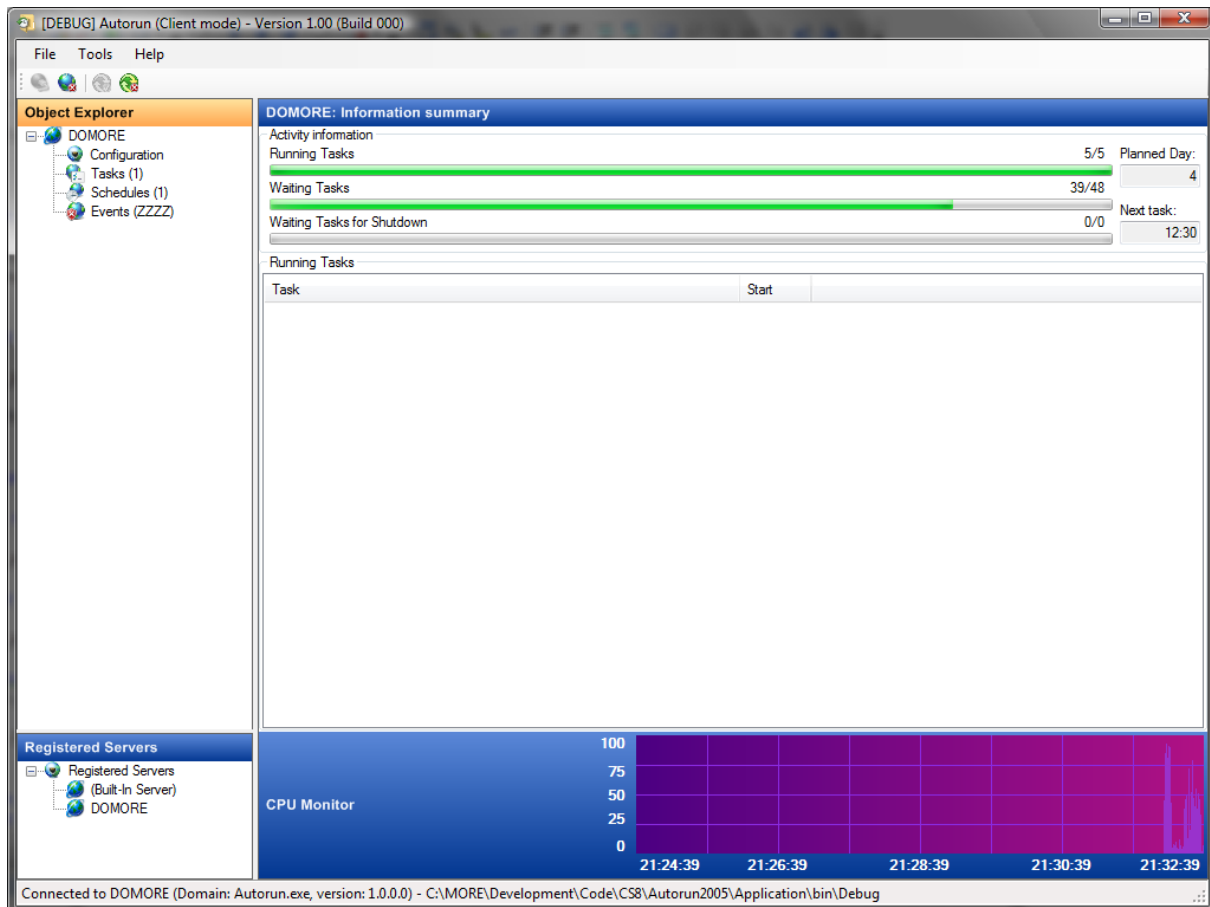 [DEBUG] Autorun (Client mode) - Version 1.00 (Build 000)
File Tools Help
Object Explorer
DOMORE
Configuration
Tasks (1)
Schedules (1)
Events (ZZZZ)
DOMORE: Information summary
Activity information
Running Tasks 5/5
Waiting Tasks 39/48
Waiting Tasks for Shutdown 0/0
Planned Day:
4
Next task:
12:30
Running Tasks
Task Start
Registered Servers
Registered Servers
(Built-In Server)
DOMORE
CPU Monitor
100
75
50
25
0
21:24:39 21:26:39 21:28:39 21:30:39 21:32:39
Connected to DOMORE (Domain: Autorun.exe, version: 1.0.0.0) - C:\MORE\Development\Code\CS8\Autorun2005\Application\bin\Debug